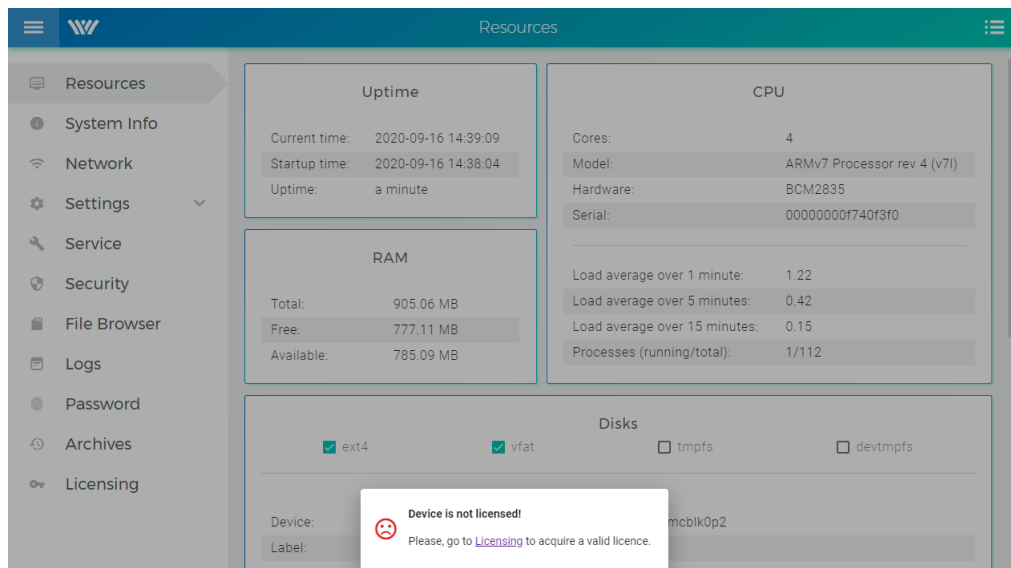 Resources
Resources
System Info
Network
Settings
Service
Security
File Browser
Logs
Password
Archives
Licensing
Uptime
Current time: 2020-09-16 14:39:09
Startup time: 2020-09-16 14:38:04
Uptime: a minute
RAM
Total: 905.06 MB
Free: 777.11 MB
Available: 785.09 MB
CPU
Cores: 4
Model: ARMv7 Processor rev 4 (v7l)
Hardware: BCM2835
Serial: 00000000f740f3f0
Load average over 1 minute: 1.22
Load average over 5 minutes: 0.42
Load average over 15 minutes: 0.15
Processes (running/total): 1/112
Disks
ext4 vfat tmpfs devtmpfs
Device: mcblk0p2
Label:
Device is not licensed!
Please, go to Licensing to acquire a valid licence.